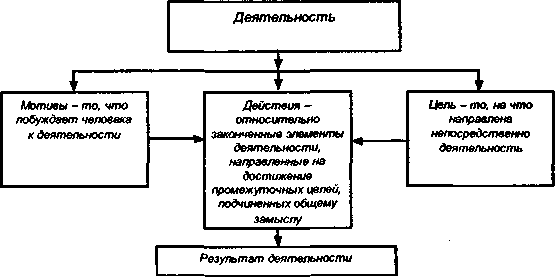 Деятельность
Мотивы – то, что
побуждает человека
к деятельности
Действия –
относительно
законченные элементы
деятельности,
направленные на
достижение
промежуточных целей,
подчиненных общему
замыслу
Цель – то, на что
направлена
непосредственно
деятельность
Результат деятельности